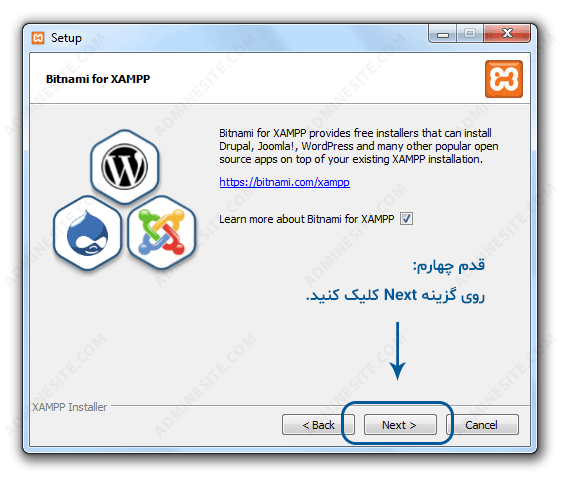 Setup
Bitnami for XAMPP
Bitnami for XAMPP provides free installers that can install
Drupal, Joomla!, WordPress and many other popular open
source apps on top of your existing XAMPP installation.
https://bitnami.com/xampp
Learn more about Bitnami for XAMPP
قدم چهارم:
روی گزینه Next کلیک کنید.
XAMPP Installer
< Back
Next >
Cancel
ADMINESITE.COM